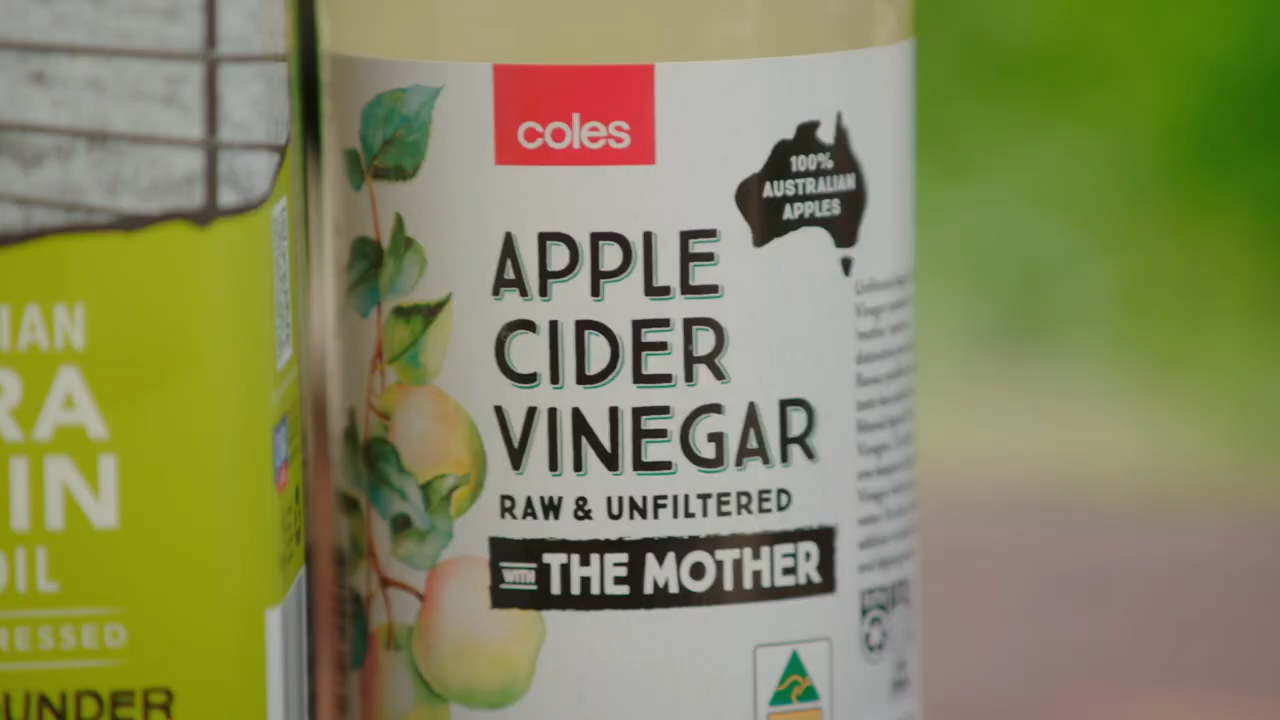 IAN
RA
IN
OIL
RESSED
UNDER
coles
100%
AUSTRALIAN
APPLES
APPLE
CIDER
VINEGAR
RAW & UNFILTERED
WITH THE MOTHER